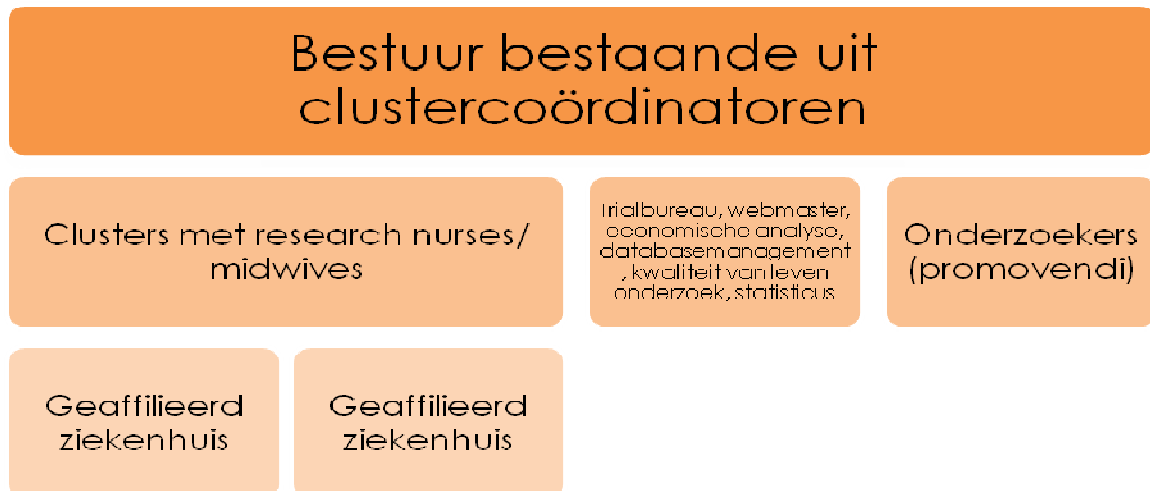 Bestuur bestaande uit
clustercoördinatoren
Clusters met research nurses/
midwives
Trialbureau, webmaster,
economische analyse,
databasemanagement
, kwaliteit van leven
onderzoek, statisticus
Onderzoekers
(promovendi)
Geaffilieerd
ziekenhuis
Geaffilieerd
ziekenhuis